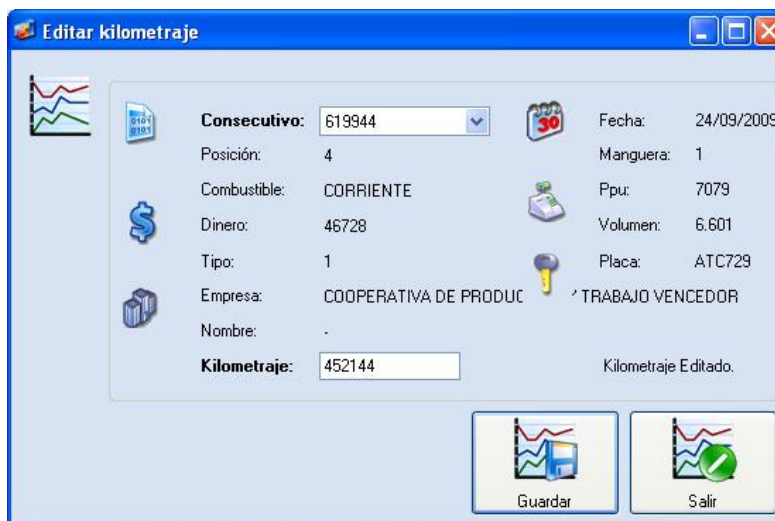 Editar kilometraje
Consecutivo: 619944 Fecha: 24/09/2009
Posición: 4 Manguera: 1
Combustible: CORRIENTE Ppu: 7079
Dinero: 46728 Volumen: 6.601
Tipo: 1 Placa: ATC729
Empresa: COOPERATIVA DE PRODUC Y TRABAJO VENCEDOR
Nombre: -
Kilometraje: 452144 Kilometraje Editado.
Guardar Salir